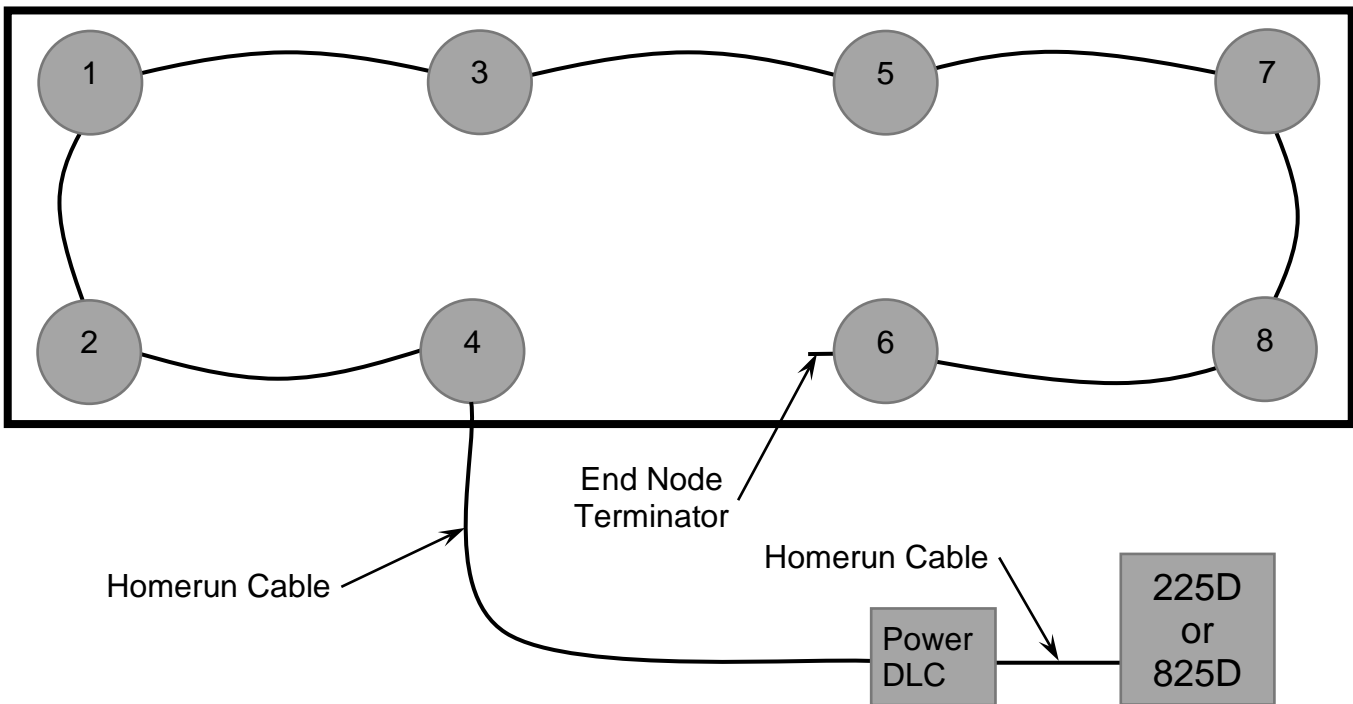 1
3
5
7
2
4
6
8
End Node
Terminator
Homerun Cable
Homerun Cable
Power
DLC
225D
or
825D